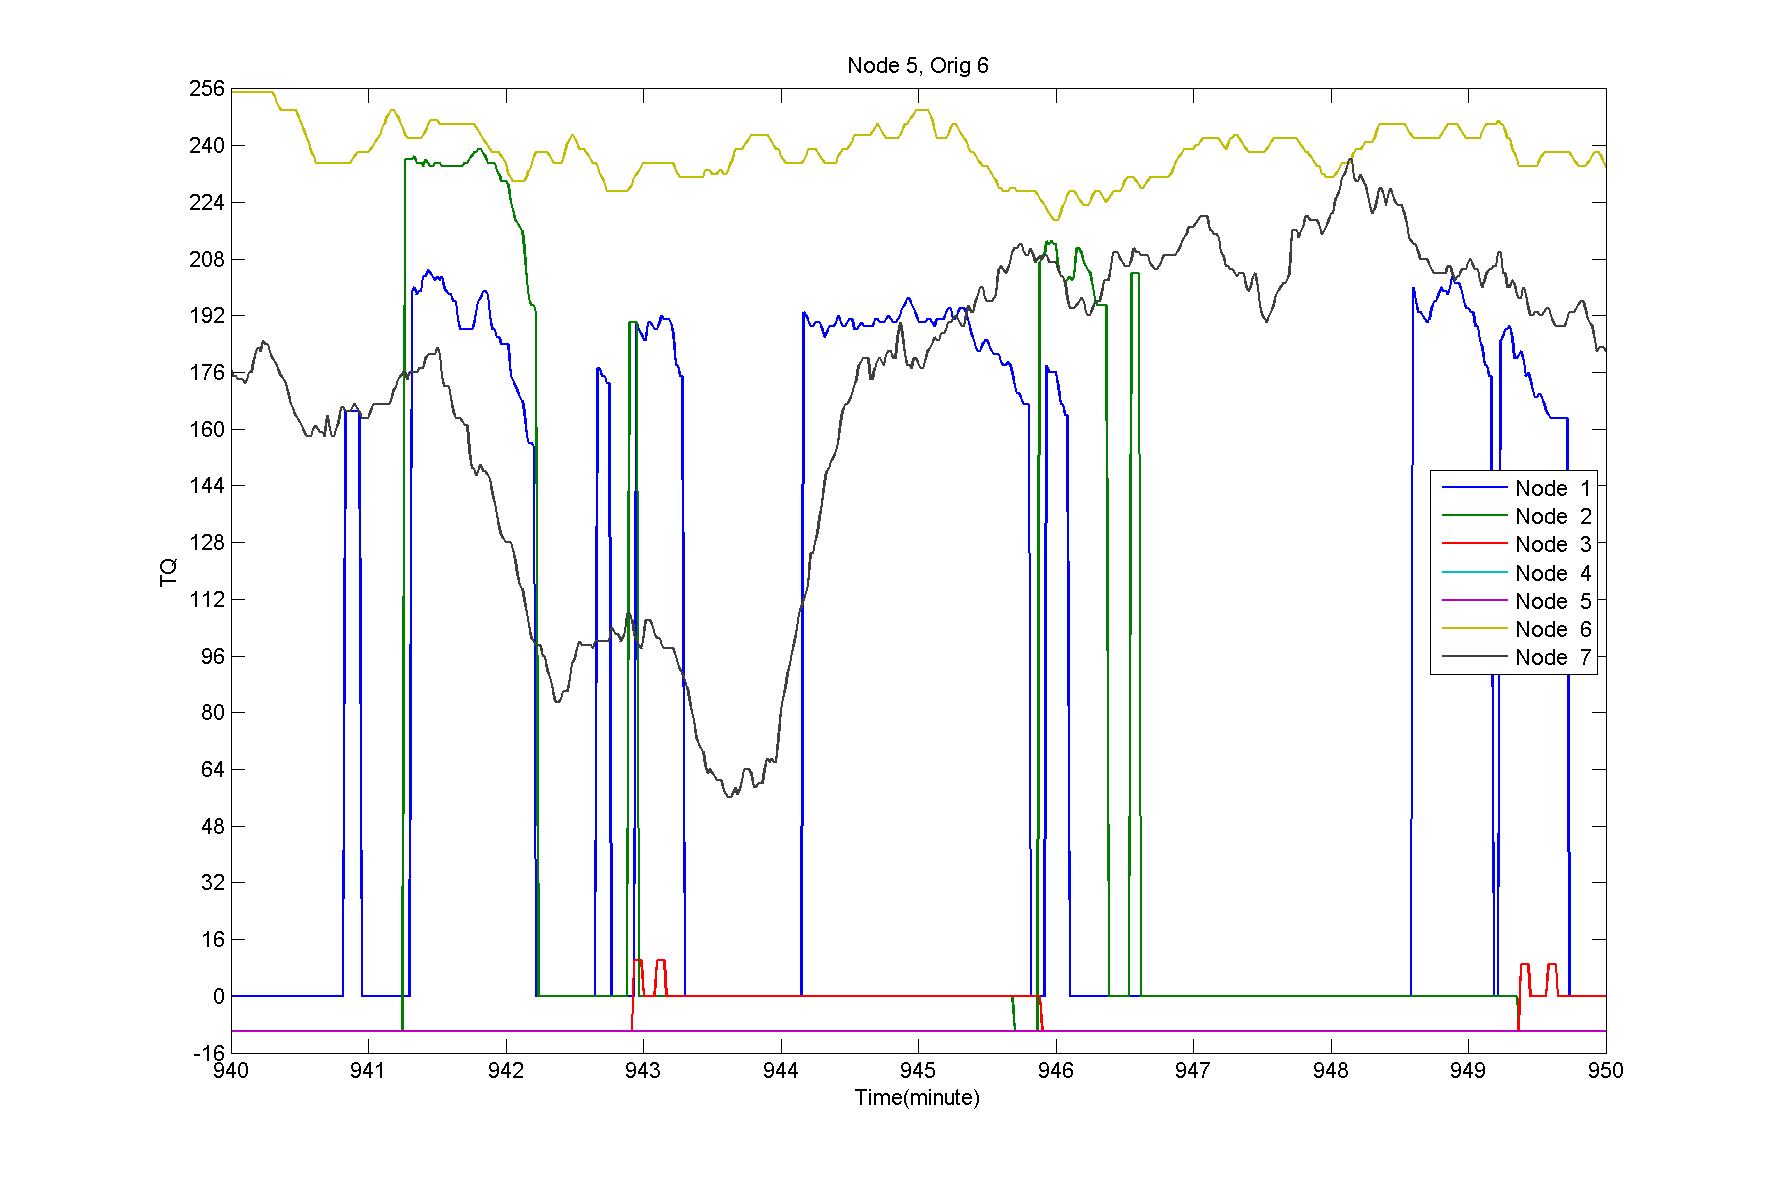 Node 5, Orig 6
256
240
224
208
192
176
160
144
128
112
96
80
64
48
32
16
0
-16
TQ
Node 1
Node 2
Node 3
Node 4
Node 5
Node 6
Node 7
940 941 942 943 944 945 946 947 948 949 950
Time(minute)